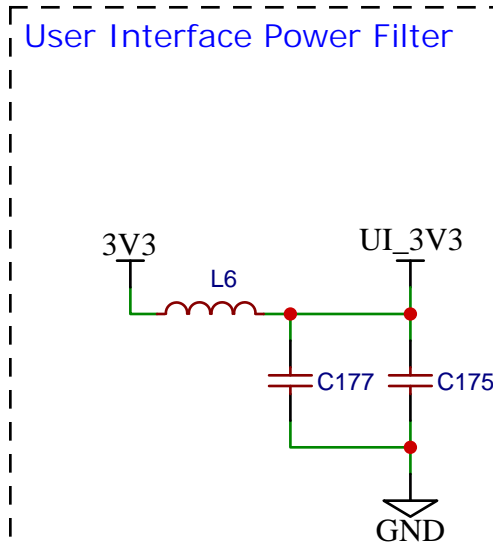 User Interface Power Filter
3V3
UI_3V3
L6
C177
C175
GND